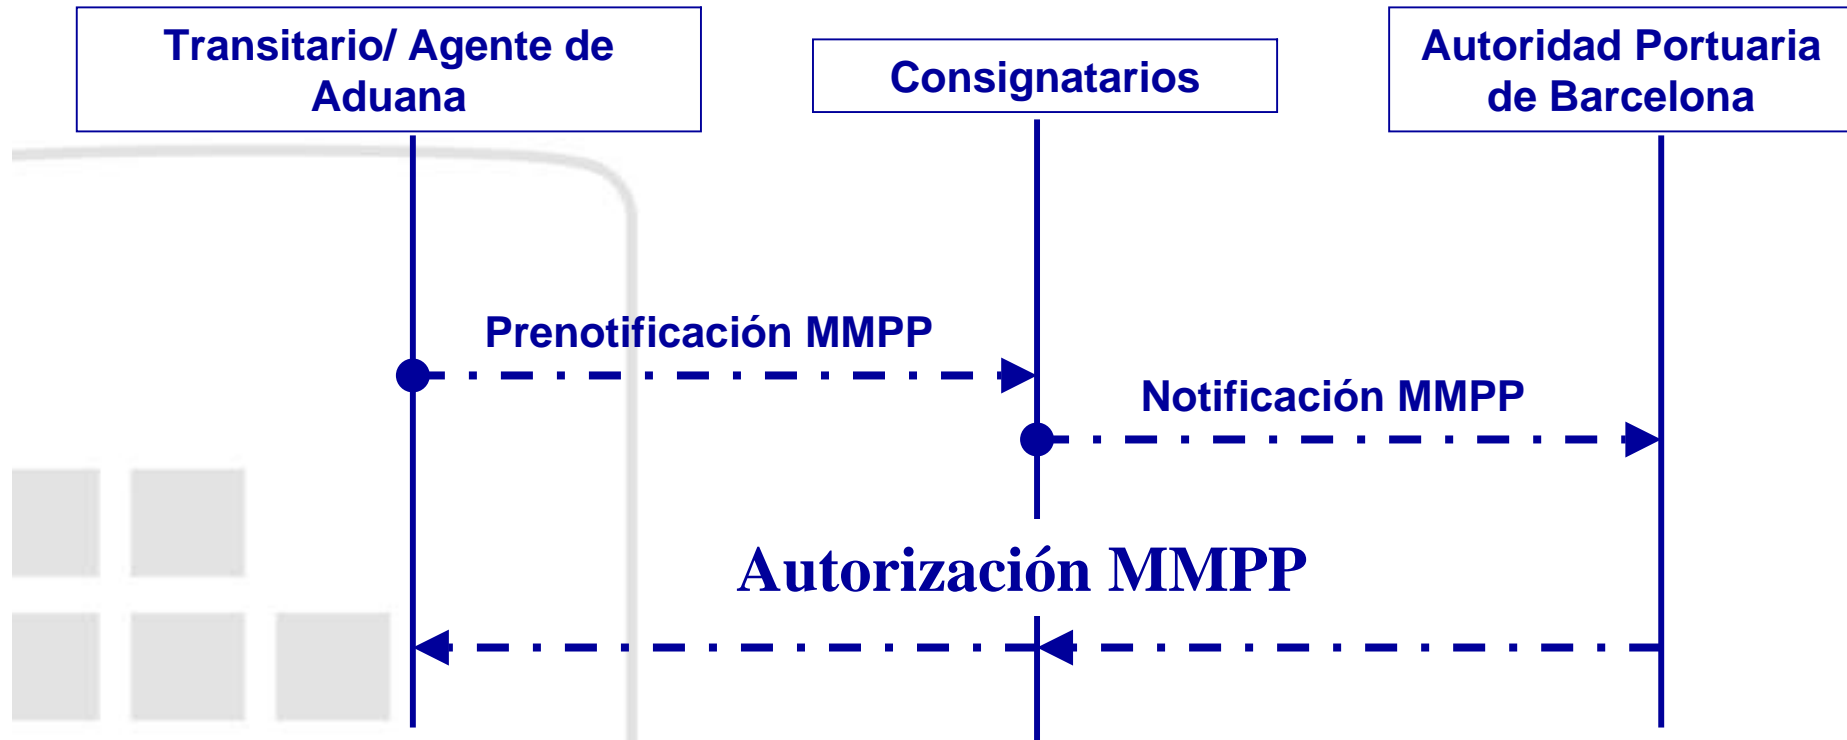 Transitario/ Agente de
Aduana
Consignatarios
Autoridad Portuaria
de Barcelona
Prenotificación MMPP
Notificación MMPP
Autorización MMPP